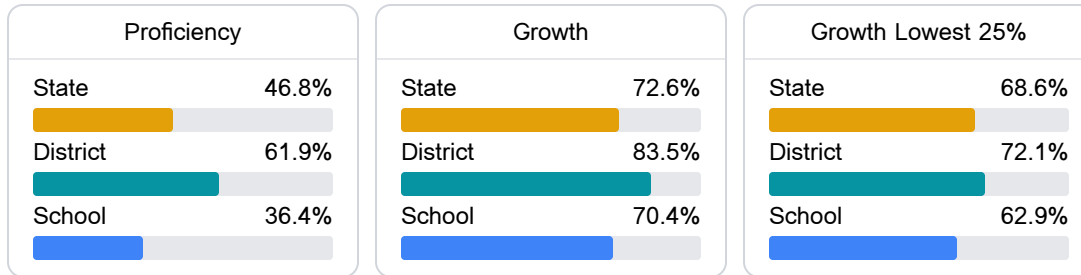 Proficiency
State 46.8%
District 61.9%
School 36.4%
Growth
State 72.6%
District 83.5%
School 70.4%
Growth Lowest 25%
State 68.6%
District 72.1%
School 62.9%